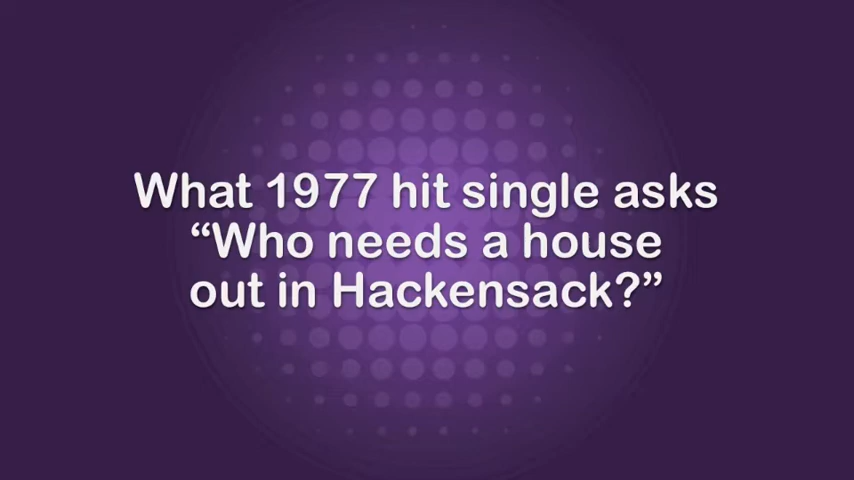 What 1977 hit single asks
“Who needs a house
out in Hackensack?”